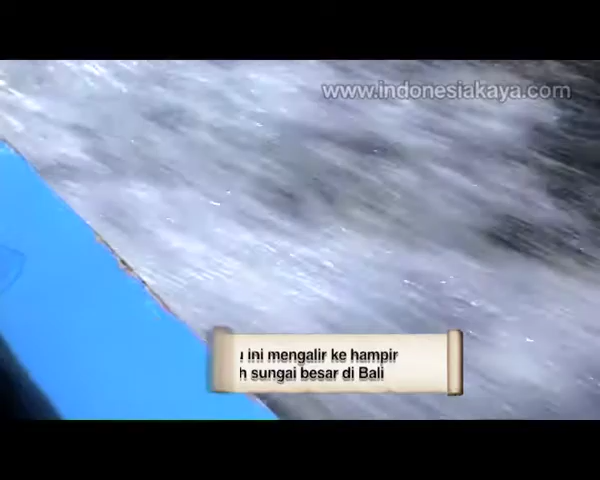 www.indonesiakaya.com
ini mengalir ke hampir
sungai besar di Bali